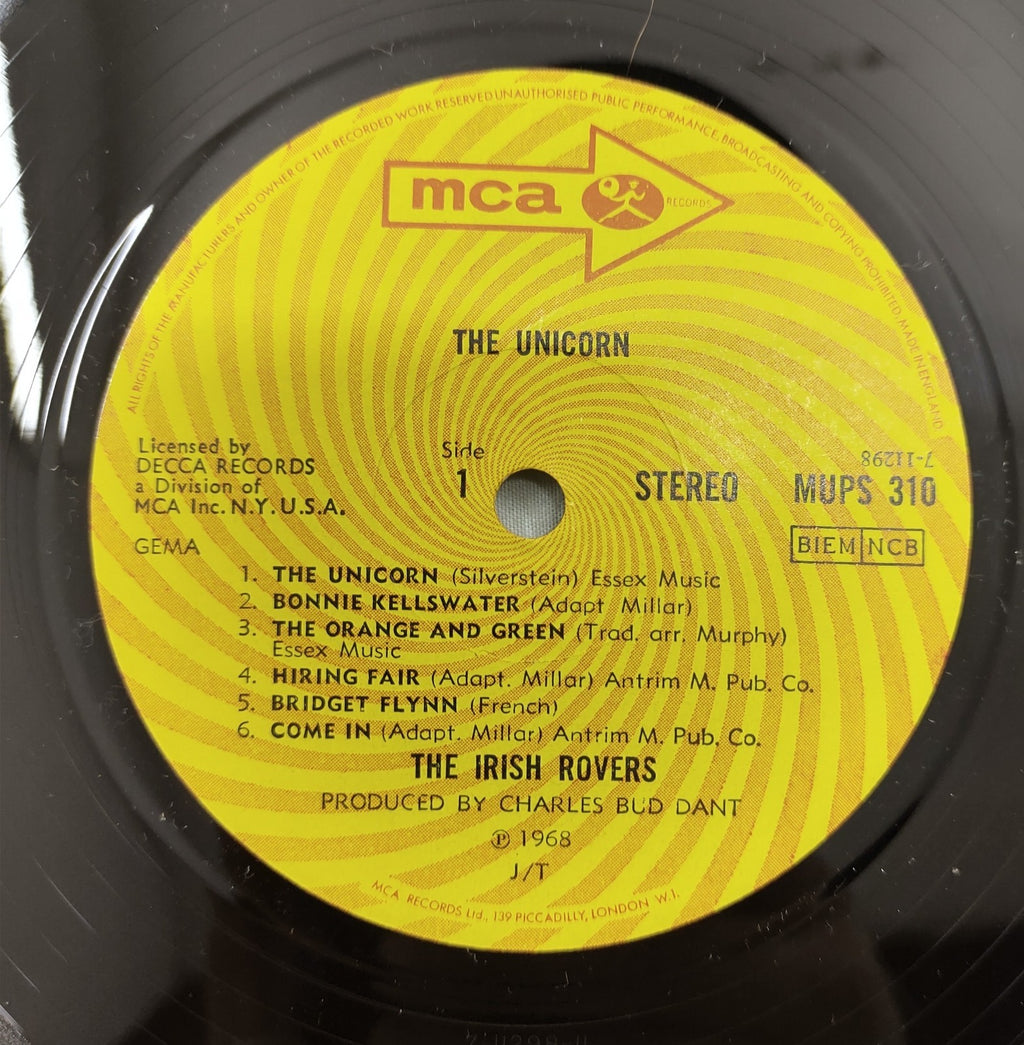 ALL RIGHTS OF THE MANUFACTURERS AND OWNER OF THE RECORDED WORK RESERVED UNAUTHORISED PUBLIC PERFORMANCE, BROADCASTING AND COPYING PROHIBITED MADE IN ENGLAND
mca RECORDS
THE UNICORN
Licensed by
DECCA RECORDS
a Division of
MCA Inc. N.Y. U.S.A.
GEMA
Side
1
STEREO
7-11298
MUPS 310
BIEM NCB
1. THE UNICORN (Silverstein) Essex Music
2. BONNIE KELLSWATER (Adapt Millar)
3. THE ORANGE AND GREEN (Trad. arr. Murphy)
Essex Music
4. HIRING FAIR (Adapt. Millar) Antrim M. Pub. Co.
5. BRIDGET FLYNN (French)
6. COME IN (Adapt. Millar) Antrim M. Pub. Co.
THE IRISH ROVERS
PRODUCED BY CHARLES BUD DANT
℗ 1968
J/T
MCA RECORDS Ltd., 139 PICCADILLY, LONDON W.I.